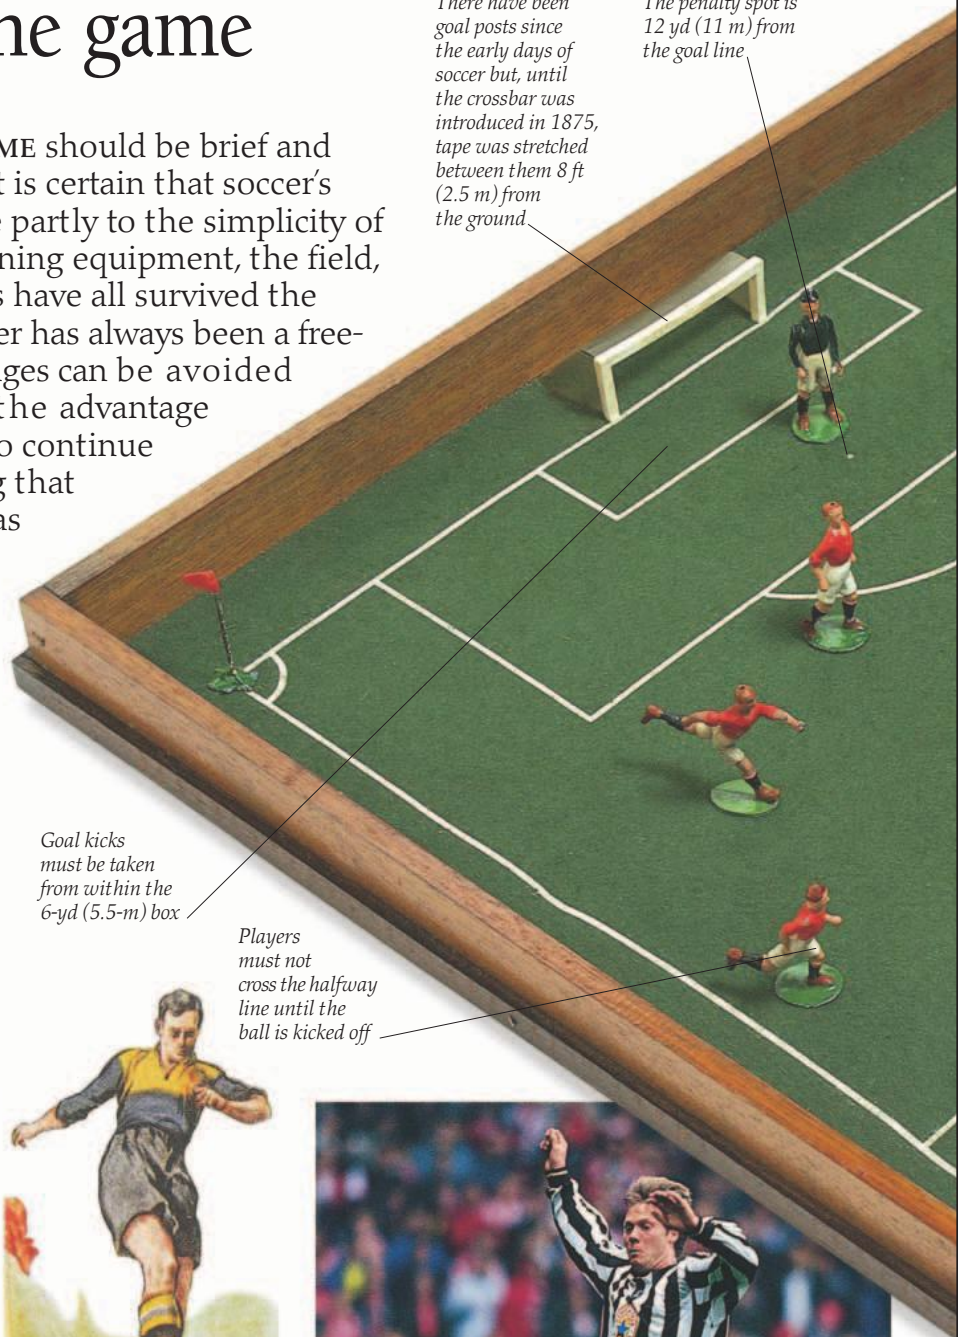 he game
ME should be brief and
t is certain that soccer's
e partly to the simplicity of
ning equipment, the field,
s have all survived the
er has always been a free-
ges can be avoided
the advantage
o continue
g that
as
There have been
goal posts since
the early days of
soccer but, until
the crossbar was
introduced in 1875,
tape was stretched
between them 8 ft
(2.5 m) from
the ground
The penalty spot is
12 yd (11 m) from
the goal line
Goal kicks
must be taken
from within the
6-yd (5.5-m) box
Players
must not
cross the halfway
line until the
ball is kicked off